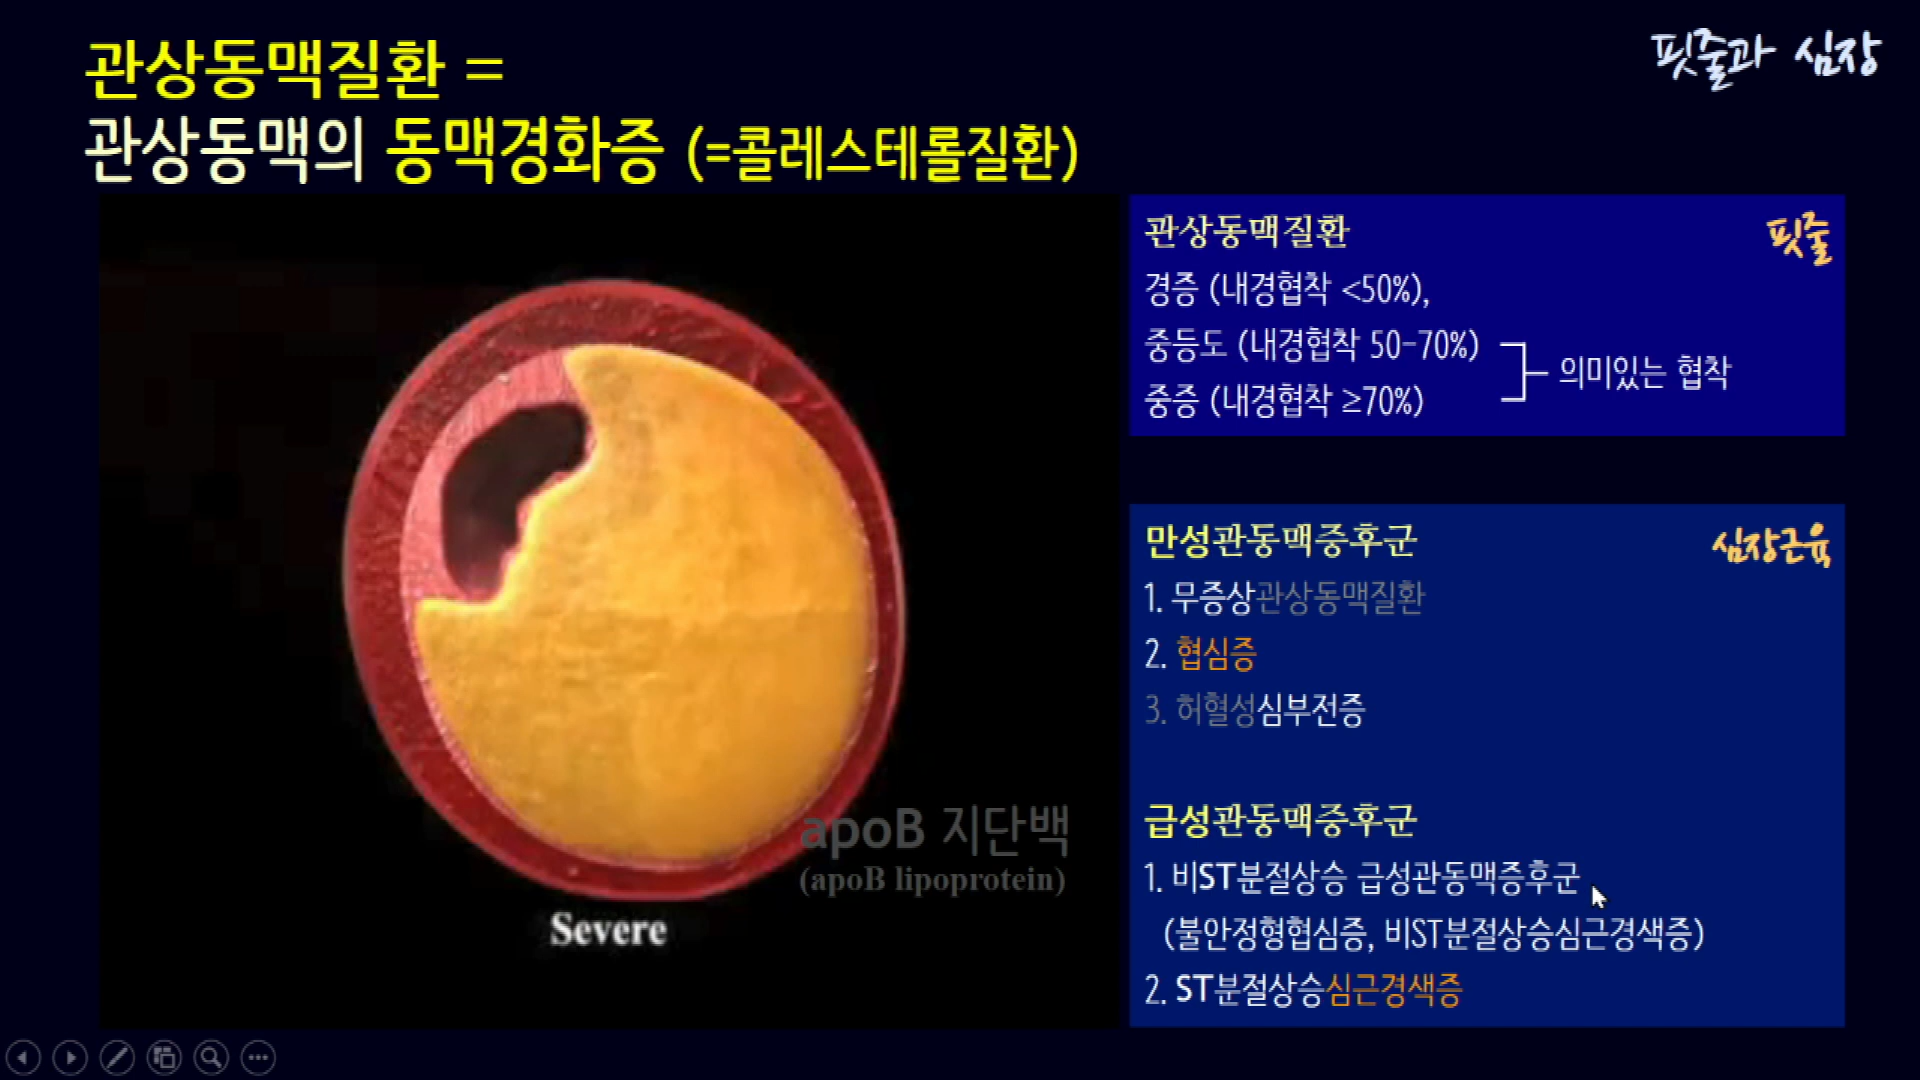 관상동맥질환 =
관상동맥의 동맥경화증 (=콜레스테롤질환)
핏줄과 심장
apoB 지단백
(apoB lipoprotein)
Severe
관상동맥질환
핏줄
경증 (내경협착 <50%),
중등도 (내경협착 50-70%)
중증 (내경협착 ≥70%)
의미있는 협착
만성관동맥증후군
심장근육
1. 무증상관상동맥질환
2. 협심증
3. 허혈성심부전증
급성관동맥증후군
1. 비ST분절상승 급성관동맥증후군
(불안정형협심증, 비ST분절상승심근경색증)
2. ST분절상승심근경색증